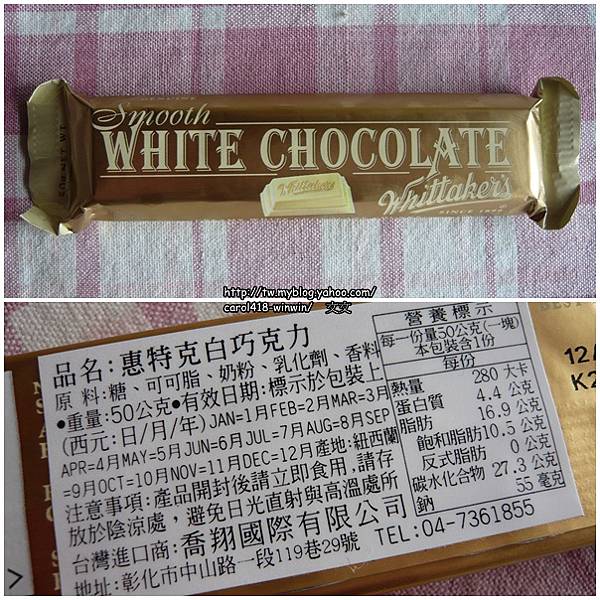 Smooth
WHITE CHOCOLATE
Whittakers
Whittaker's
SINCE 1896
http://tw.myblog.yahoo.com/
carol418-winwin/ 文文
品名:惠特克白巧克力
原料:糖、可可脂、奶粉、乳化劑、香料
•重量:50公克•有效日期:標示於包裝上
(西元:日/月/年)JAN=1月FEB=2月MAR=3月
APR=4月MAY=5月JUN=6月JUL=7月AUG=8月SEP
=9月OCT=10月NOV=11月DEC=12月產地:紐西蘭
注意事項:產品開封後請立即食用,請存
放於陰涼處,避免日光直射與高溫處所
台灣進口商:喬翔國際有限公司
地址:彰化市中山路一段119巷29號 TEL:04-7361855
營養標示
每一份量50公克(一塊)
本包裝含1份
每份
熱量 280 大卡
蛋白質 4.4 公克
脂肪 16.9 公克
飽和脂肪10.5 公克
反式脂肪 0 公克
碳水化合物 27.3 公克
鈉 55 毫克
12/
K2